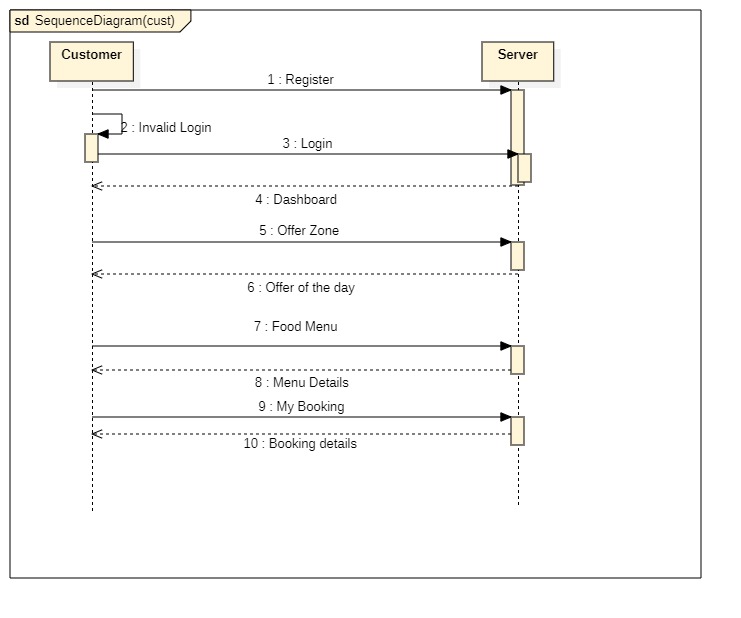 sd SequenceDiagram(cust)
Customer
Server
1 : Register
2 : Invalid Login
3 : Login
4 : Dashboard
5 : Offer Zone
6 : Offer of the day
7 : Food Menu
8 : Menu Details
9 : My Booking
10 : Booking details